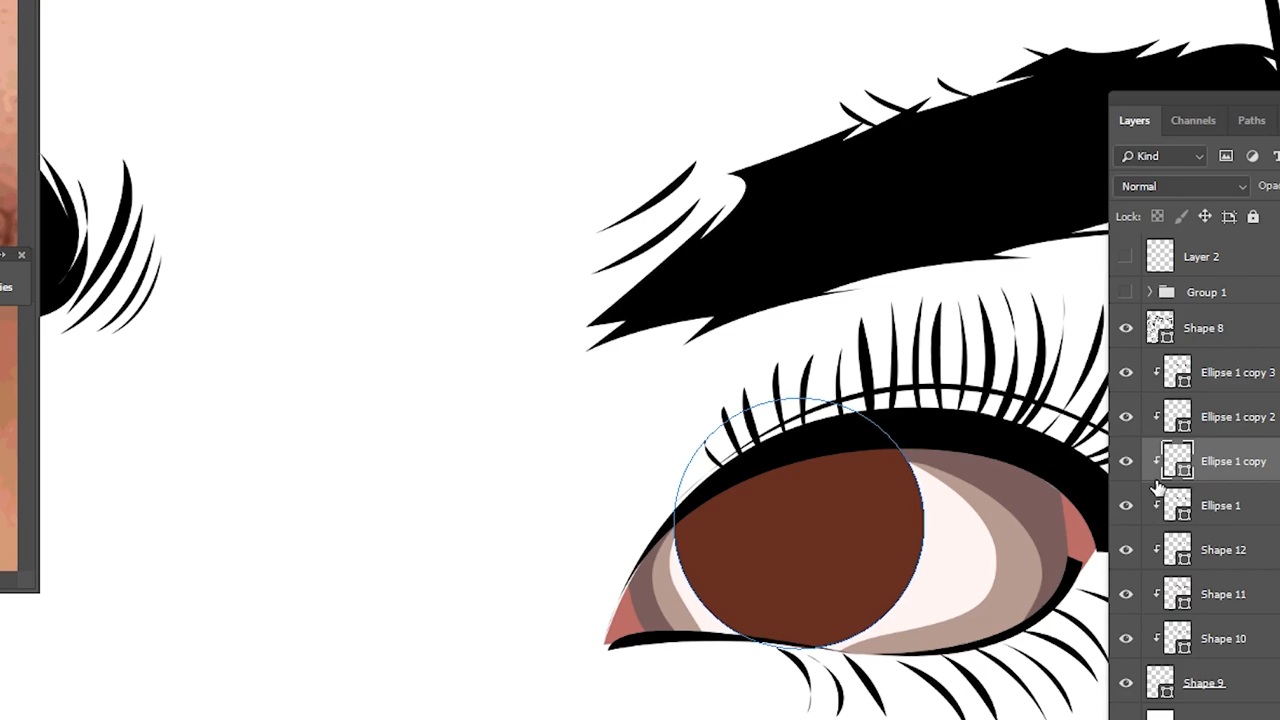 Layers Channels Paths
Kind
Normal Opa
Lock:
Layer 2
Group 1
Shape 8
Ellipse 1 copy 3
Ellipse 1 copy 2
Ellipse 1 copy
Ellipse 1
Shape 12
Shape 11
Shape 10
Shape 9
ies